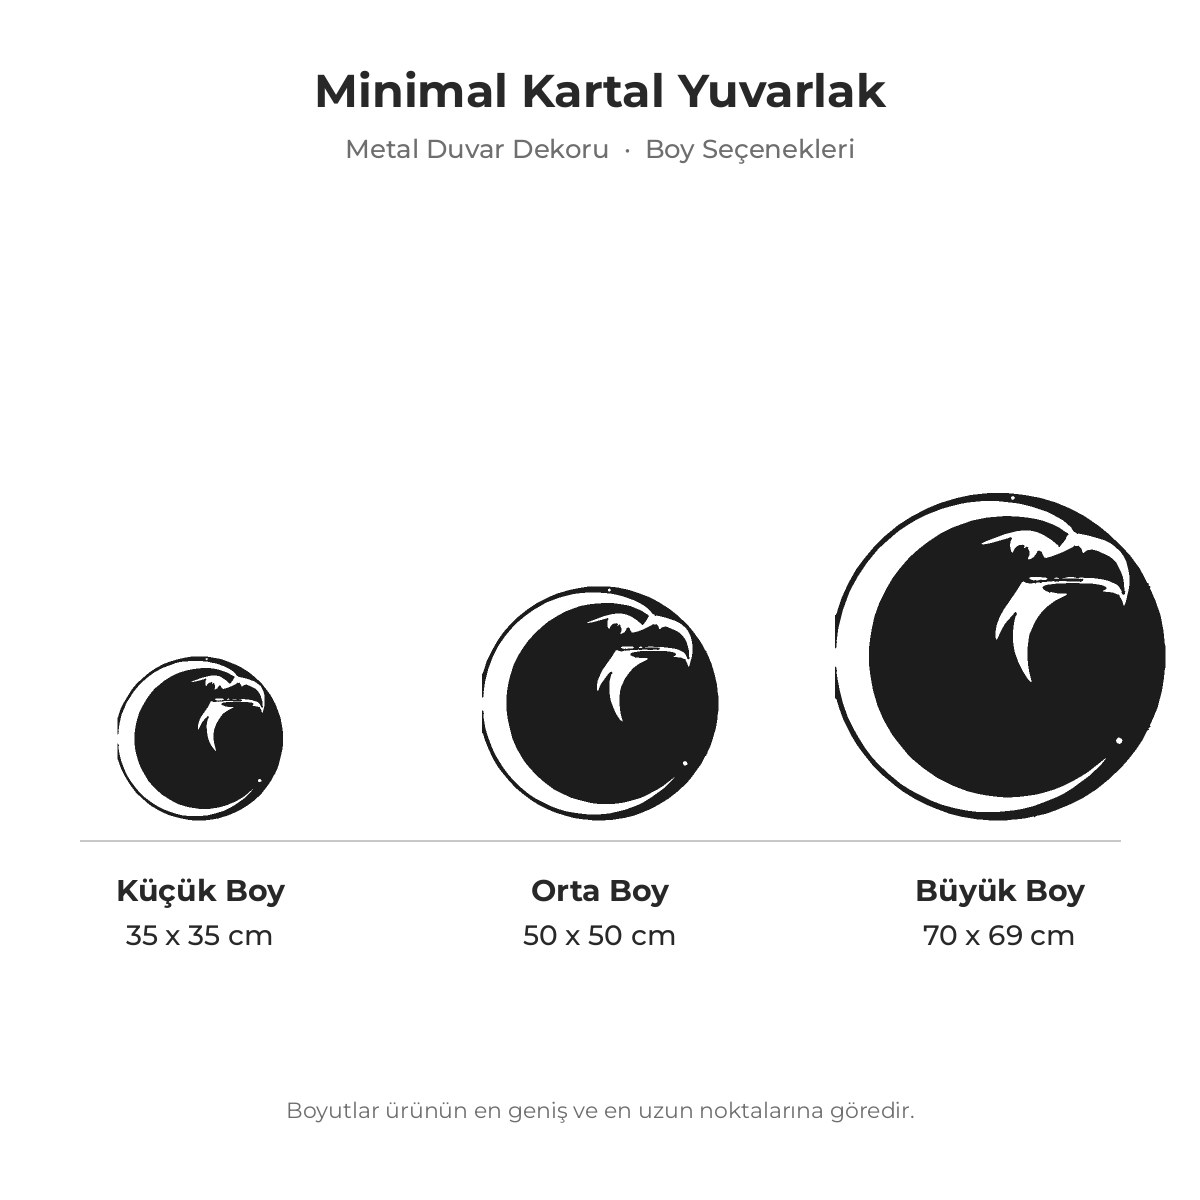 Minimal Kartal Yuvarlak
Metal Duvar Dekoru · Boy Seçenekleri
Küçük Boy
35 x 35 cm
Orta Boy
50 x 50 cm
Büyük Boy
70 x 69 cm
Boyutlar ürünün en geniş ve en uzun noktalarına göredir.